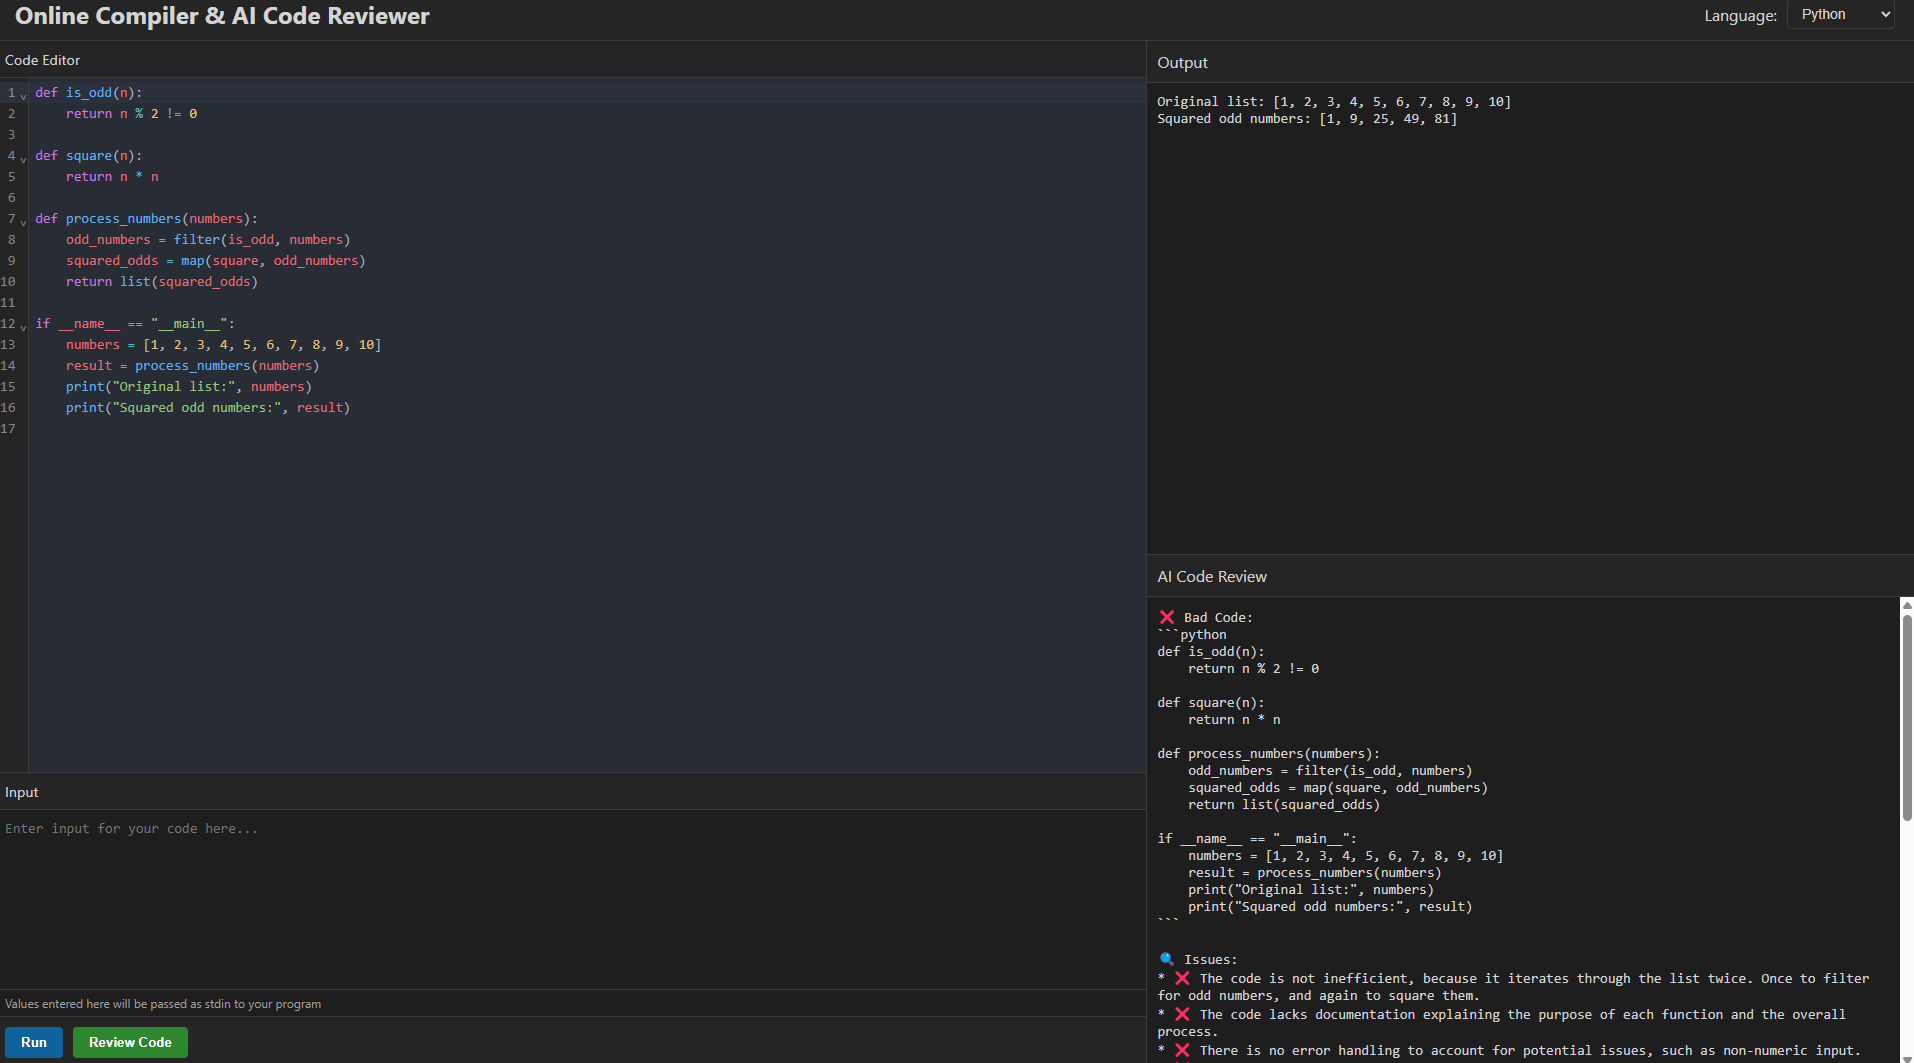 Online Compiler & AI Code Reviewer
Language: Python
Code Editor
1 def is_odd(n):
2     return n % 2 != 0
3
4 def square(n):
5     return n * n
6
7 def process_numbers(numbers):
8     odd_numbers = filter(is_odd, numbers)
9     squared_odds = map(square, odd_numbers)
10     return list(squared_odds)
11
12 if __name__ == "__main__":
13     numbers = [1, 2, 3, 4, 5, 6, 7, 8, 9, 10]
14     result = process_numbers(numbers)
15     print("Original list:", numbers)
16     print("Squared odd numbers:", result)
17
Input
Enter input for your code here...
Values entered here will be passed as stdin to your program
Run Review Code
Output
Original list: [1, 2, 3, 4, 5, 6, 7, 8, 9, 10]
Squared odd numbers: [1, 9, 25, 49, 81]
AI Code Review
❌ Bad Code:
```python
def is_odd(n):
    return n % 2 != 0

def square(n):
    return n * n

def process_numbers(numbers):
    odd_numbers = filter(is_odd, numbers)
    squared_odds = map(square, odd_numbers)
    return list(squared_odds)

if __name__ == "__main__":
    numbers = [1, 2, 3, 4, 5, 6, 7, 8, 9, 10]
    result = process_numbers(numbers)
    print("Original list:", numbers)
    print("Squared odd numbers:", result)
```

🔍 Issues:
* ❌ The code is not inefficient, because it iterates through the list twice. Once to filter
for odd numbers, and again to square them.
* ❌ The code lacks documentation explaining the purpose of each function and the overall
process.
* ❌ There is no error handling to account for potential issues, such as non-numeric input.